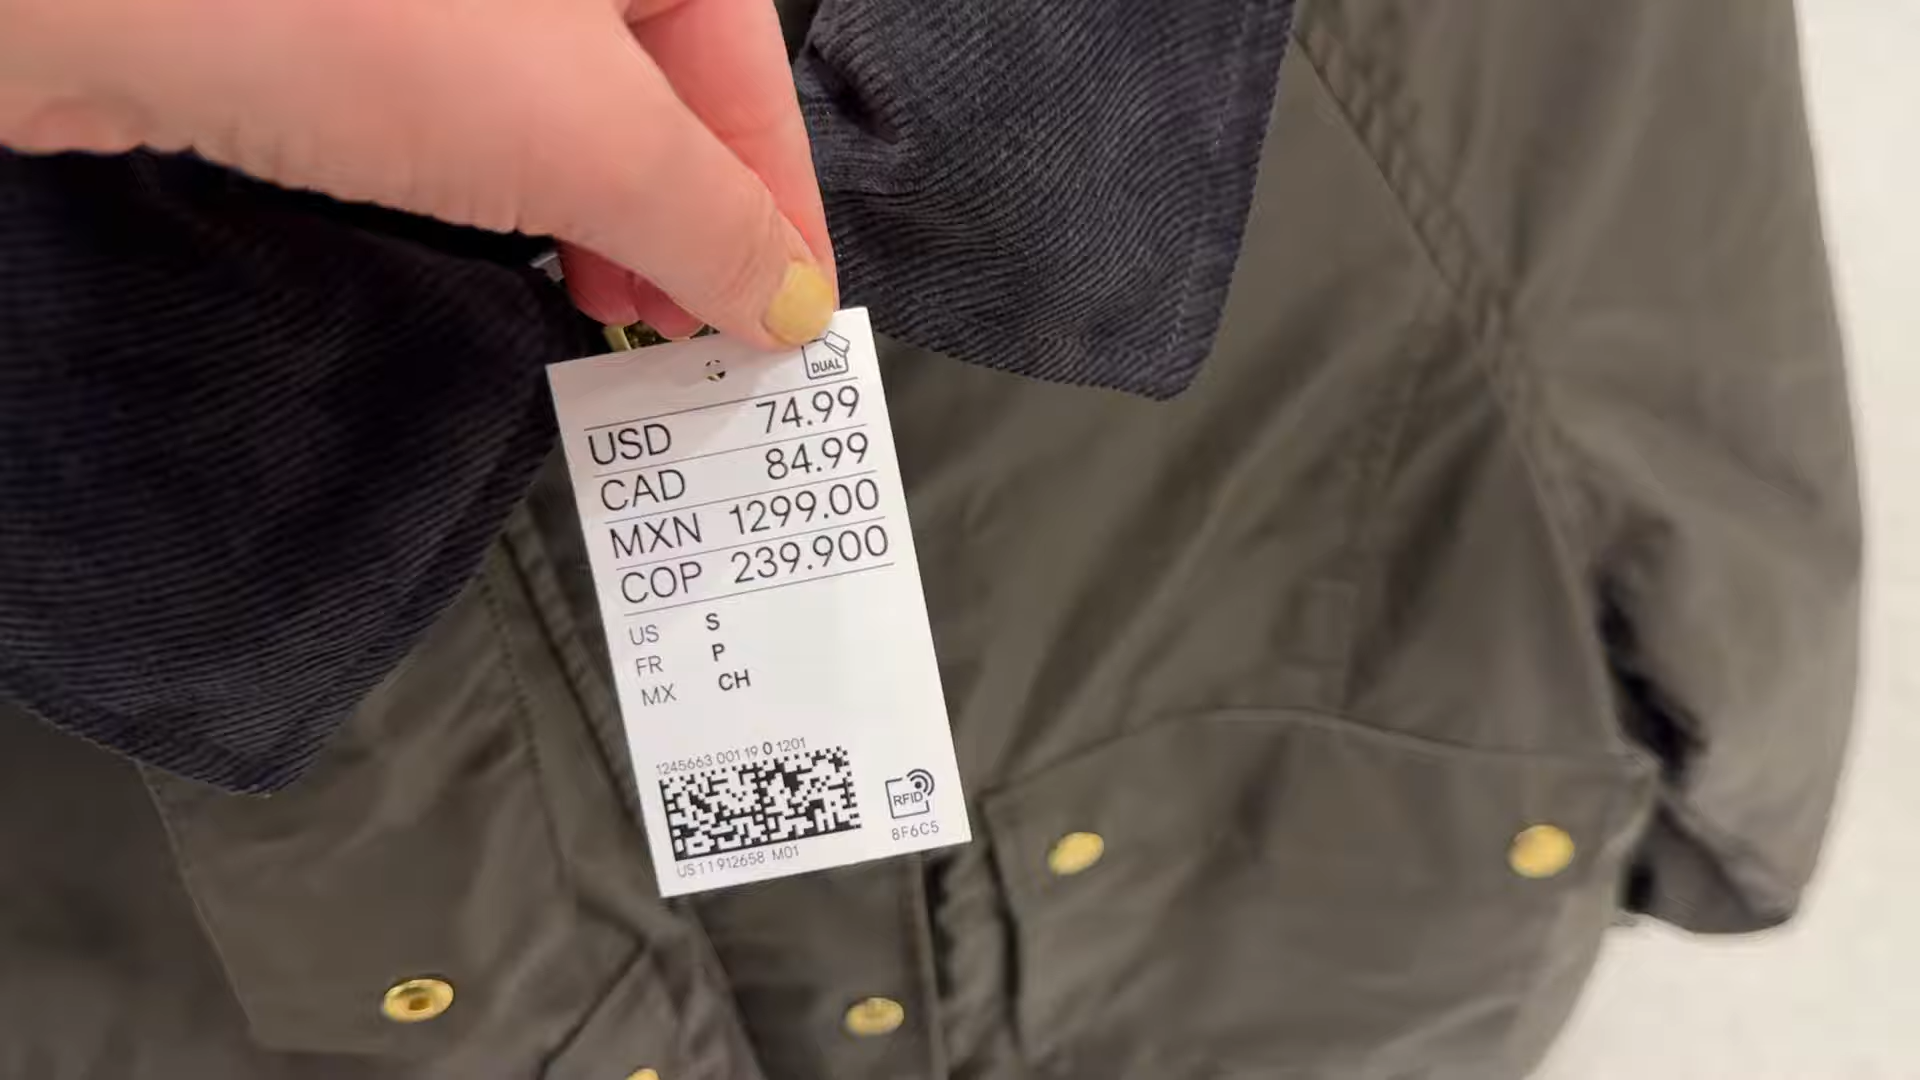 DUAL
USD 74.99
CAD 84.99
MXN 1299.00
COP 239.900
US S
FR P
MX CH
1245663 001 19 0 1201
RFID
8F6C5
US11912658 M01